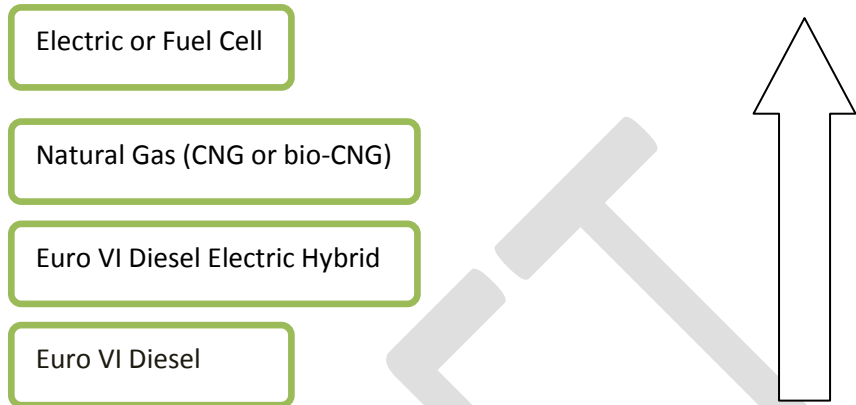 Electric or Fuel Cell
Natural Gas (CNG or bio-CNG)
Euro VI Diesel Electric Hybrid
Euro VI Diesel